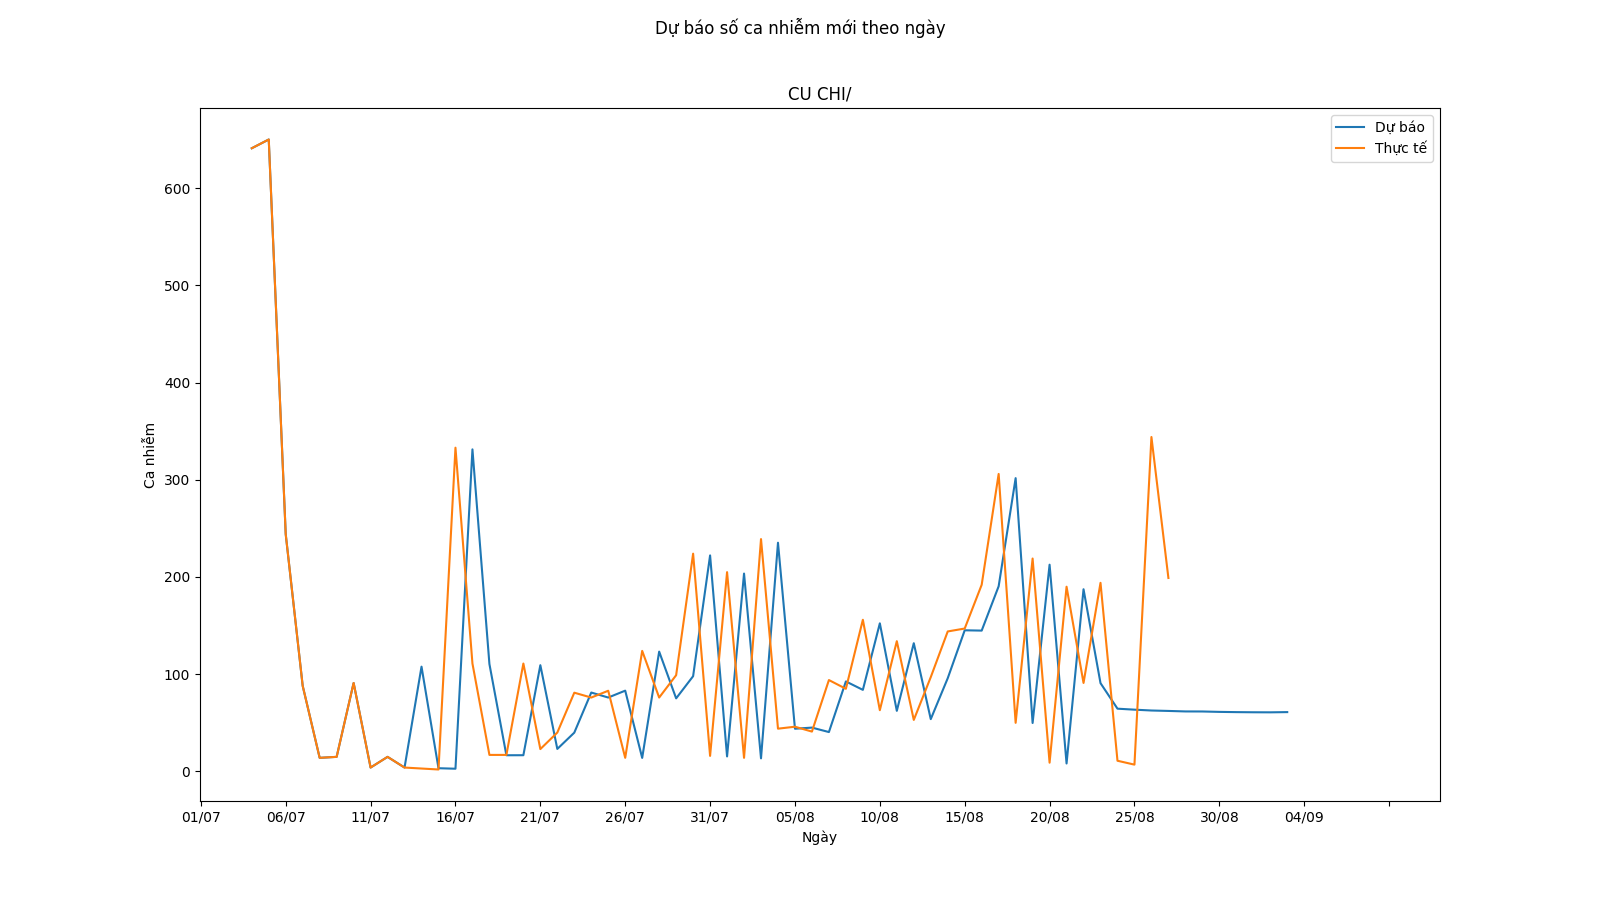 Dự báo số ca nhiễm mới theo ngày
CU CHI/
Dự báo
Thực tế
600
500
400
300
200
100
0
Ca nhiễm
01/07 06/07 11/07 16/07 21/07 26/07 31/07 05/08 10/08 15/08 20/08 25/08 30/08 04/09
Ngày